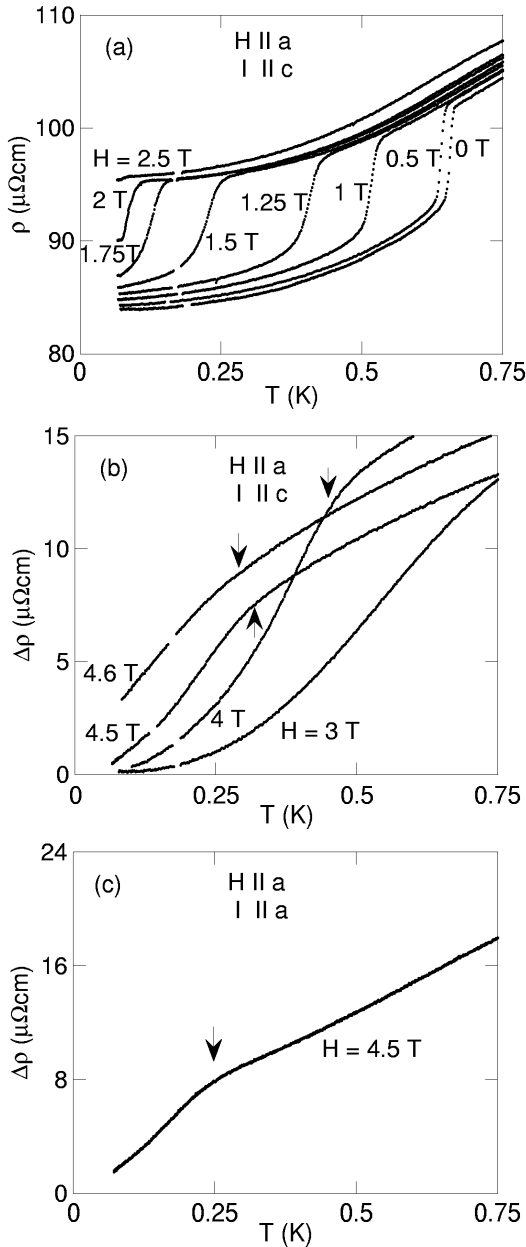 110
(a)
H II a
I II c
100
H = 2.5 T
0.5 T
0 T
2 T
1.25 T
1 T
ρ (μΩcm)
90
1.75T
1.5 T
80
0
0.25
0.5
0.75
T (K)
15
(b)
H II a
I II c
10
Δρ (μΩcm)
5
4.6 T
4.5 T
4 T
H = 3 T
0
0
0.25
0.5
0.75
T (K)
24
(c)
H II a
I II a
16
Δρ (μΩcm)
H = 4.5 T
8
0
0
0.25
0.5
0.75
T (K)